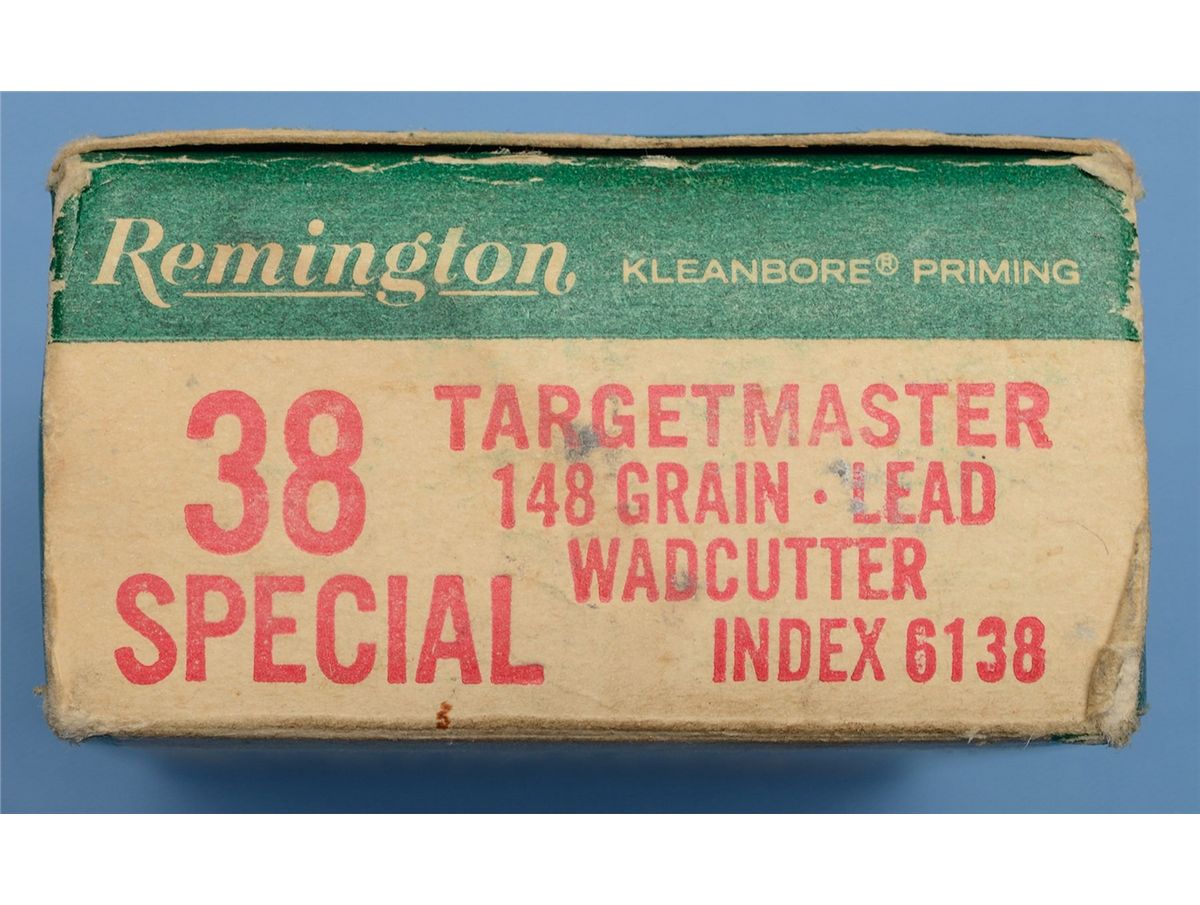 Remington KLEANBORE® PRIMING
38 SPECIAL
TARGETMASTER
148 GRAIN · LEAD
WADCUTTER
INDEX 6138